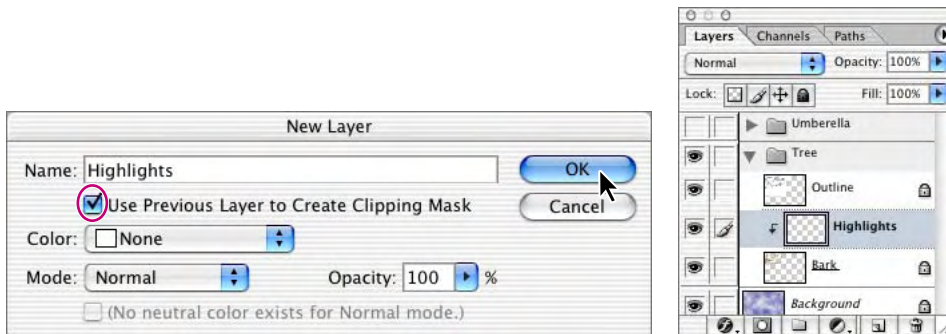 New Layer
Name: Highlights
OK
Use Previous Layer to Create Clipping Mask
Cancel
Color: None
Mode: Normal Opacity: 100 %
(No neutral color exists for Normal mode.)
Layers Channels Paths
Normal Opacity: 100%
Lock: Fill: 100%
Umberella
Tree
Outline
Highlights
Bark
Background